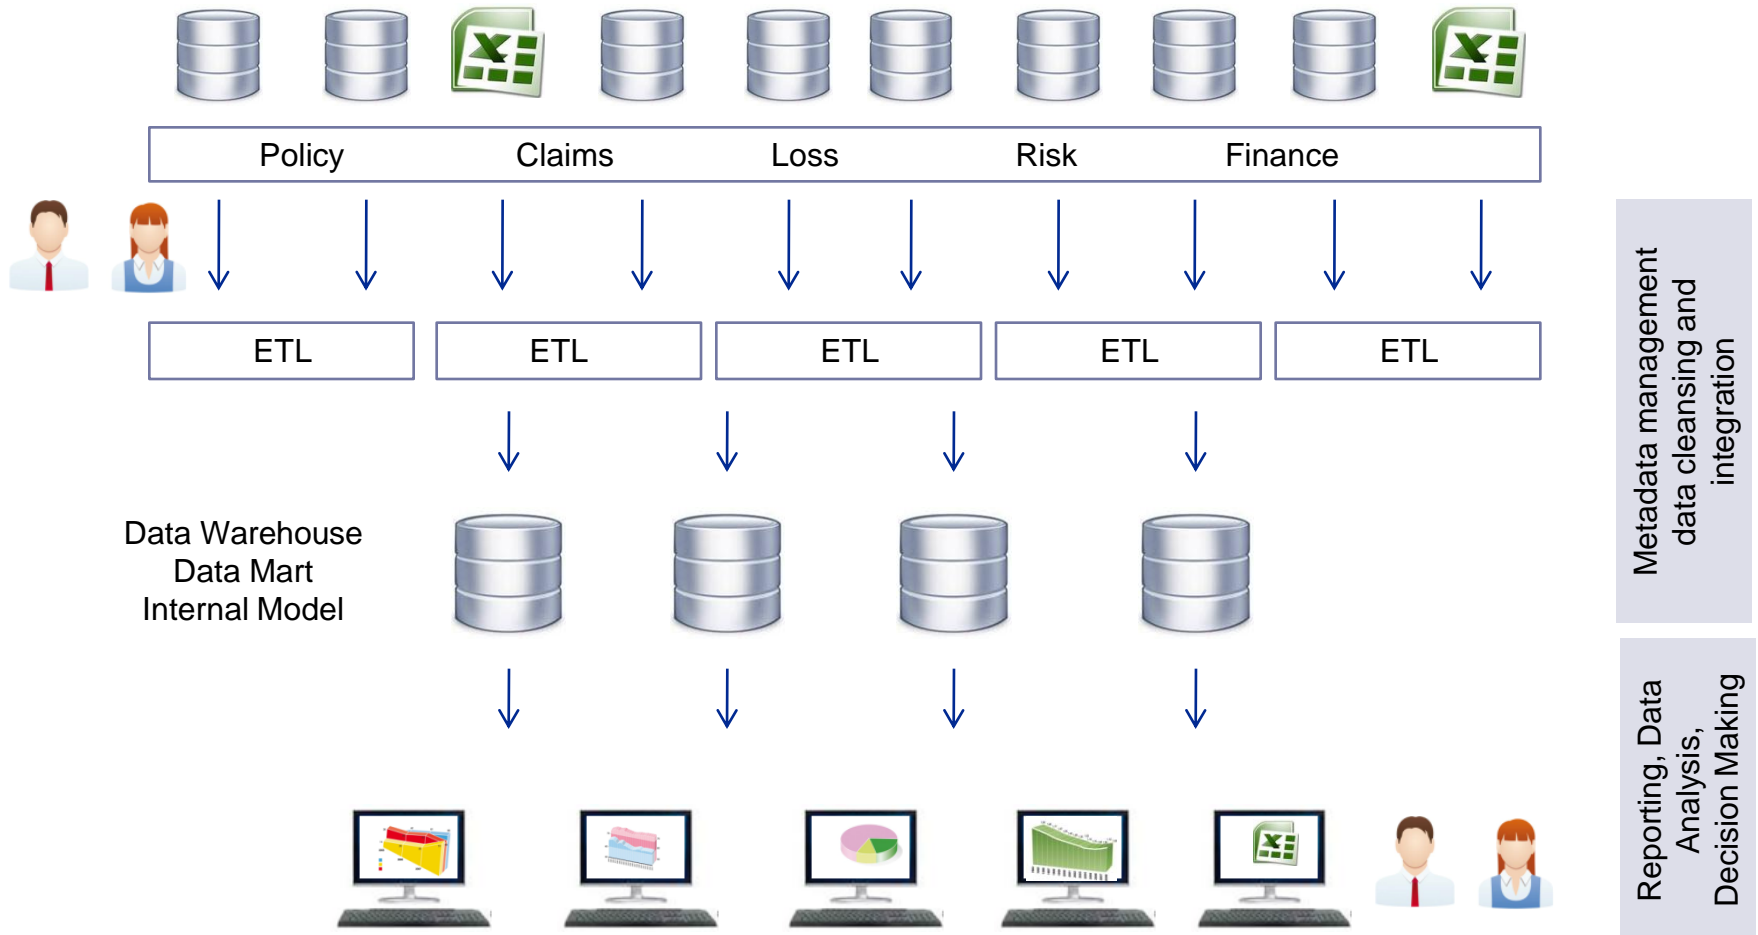 Policy Claims Loss Risk Finance
ETL ETL ETL ETL ETL
Data Warehouse
Data Mart
Internal Model
Metadata management
data cleansing and
integration
Reporting, Data
Analysis,
Decision Making